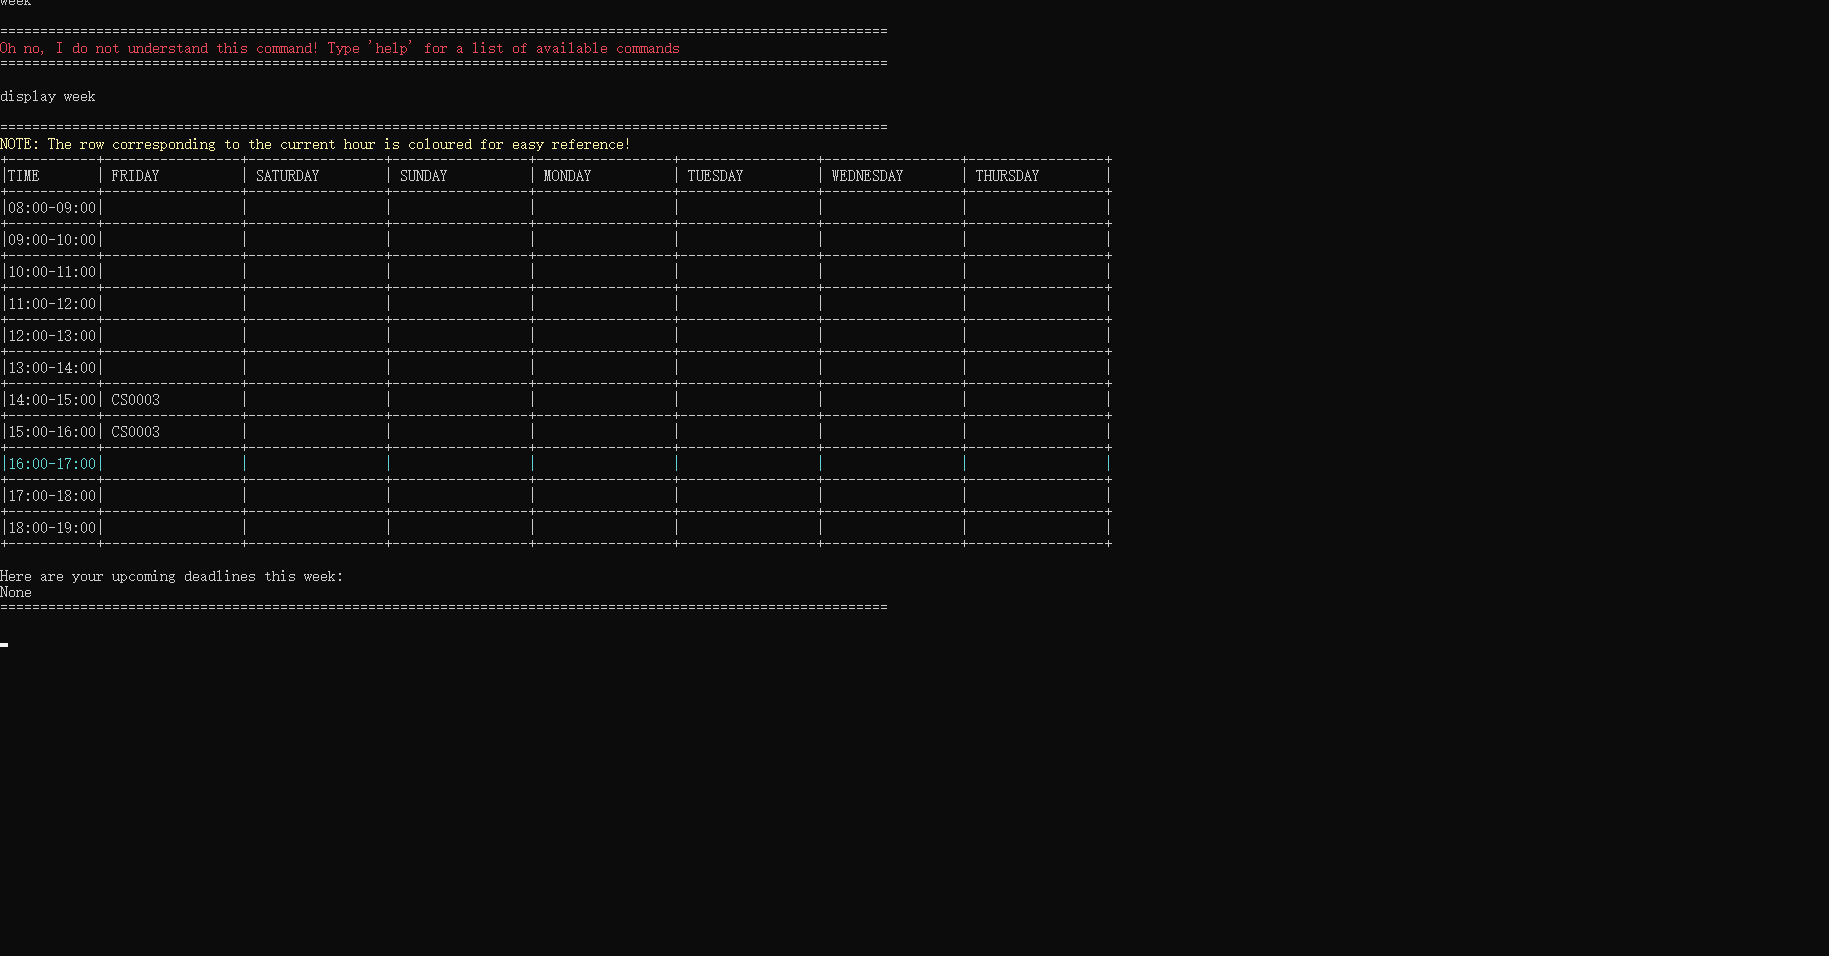 week
===============================================================================================================
Oh no, I do not understand this command! Type 'help' for a list of available commands
===============================================================================================================
display week
===============================================================================================================
NOTE: The row corresponding to the current hour is coloured for easy reference!
+-----------+-----------------+-----------------+-----------------+-----------------+-----------------+-----------------+-----------------+
|TIME       | FRIDAY          | SATURDAY        | SUNDAY          | MONDAY          | TUESDAY         | WEDNESDAY       | THURSDAY        |
+-----------+-----------------+-----------------+-----------------+-----------------+-----------------+-----------------+-----------------+
|08:00-09:00|                 |                 |                 |                 |                 |                 |                 |
+-----------+-----------------+-----------------+-----------------+-----------------+-----------------+-----------------+-----------------+
|09:00-10:00|                 |                 |                 |                 |                 |                 |                 |
+-----------+-----------------+-----------------+-----------------+-----------------+-----------------+-----------------+-----------------+
|10:00-11:00|                 |                 |                 |                 |                 |                 |                 |
+-----------+-----------------+-----------------+-----------------+-----------------+-----------------+-----------------+-----------------+
|11:00-12:00|                 |                 |                 |                 |                 |                 |                 |
+-----------+-----------------+-----------------+-----------------+-----------------+-----------------+-----------------+-----------------+
|12:00-13:00|                 |                 |                 |                 |                 |                 |                 |
+-----------+-----------------+-----------------+-----------------+-----------------+-----------------+-----------------+-----------------+
|13:00-14:00|                 |                 |                 |                 |                 |                 |                 |
+-----------+-----------------+-----------------+-----------------+-----------------+-----------------+-----------------+-----------------+
|14:00-15:00| CS0003          |                 |                 |                 |                 |                 |                 |
+-----------+-----------------+-----------------+-----------------+-----------------+-----------------+-----------------+-----------------+
|15:00-16:00| CS0003          |                 |                 |                 |                 |                 |                 |
+-----------+-----------------+-----------------+-----------------+-----------------+-----------------+-----------------+-----------------+
|16:00-17:00|                 |                 |                 |                 |                 |                 |                 |
+-----------+-----------------+-----------------+-----------------+-----------------+-----------------+-----------------+-----------------+
|17:00-18:00|                 |                 |                 |                 |                 |                 |                 |
+-----------+-----------------+-----------------+-----------------+-----------------+-----------------+-----------------+-----------------+
|18:00-19:00|                 |                 |                 |                 |                 |                 |                 |
+-----------+-----------------+-----------------+-----------------+-----------------+-----------------+-----------------+-----------------+
Here are your upcoming deadlines this week:
None
===============================================================================================================